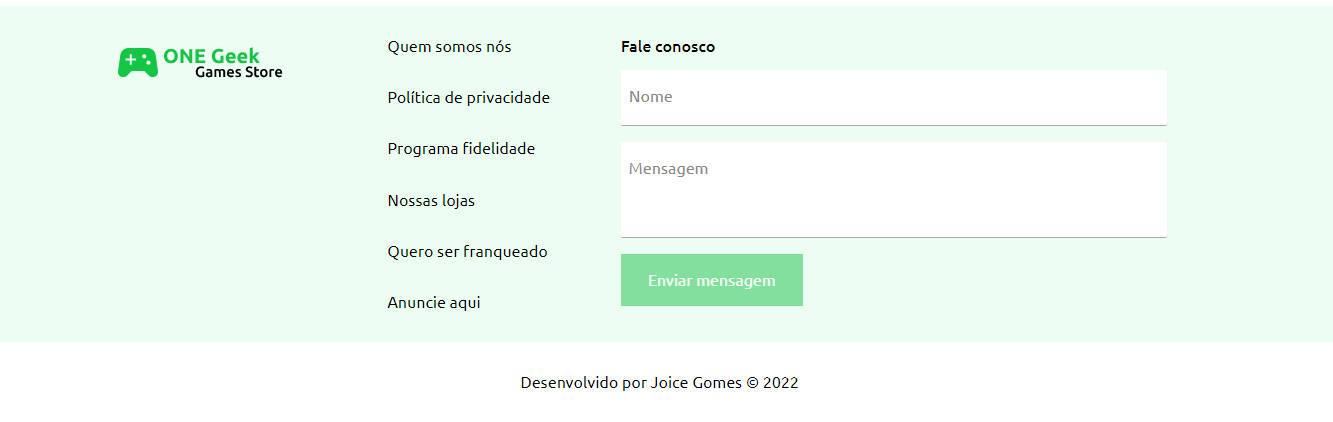 ONE Geek
Games Store
Quem somos nós
Política de privacidade
Programa fidelidade
Nossas lojas
Quero ser franqueado
Anuncie aqui
Fale conosco
Nome
Mensagem
Enviar mensagem
Desenvolvido por Joice Gomes © 2022